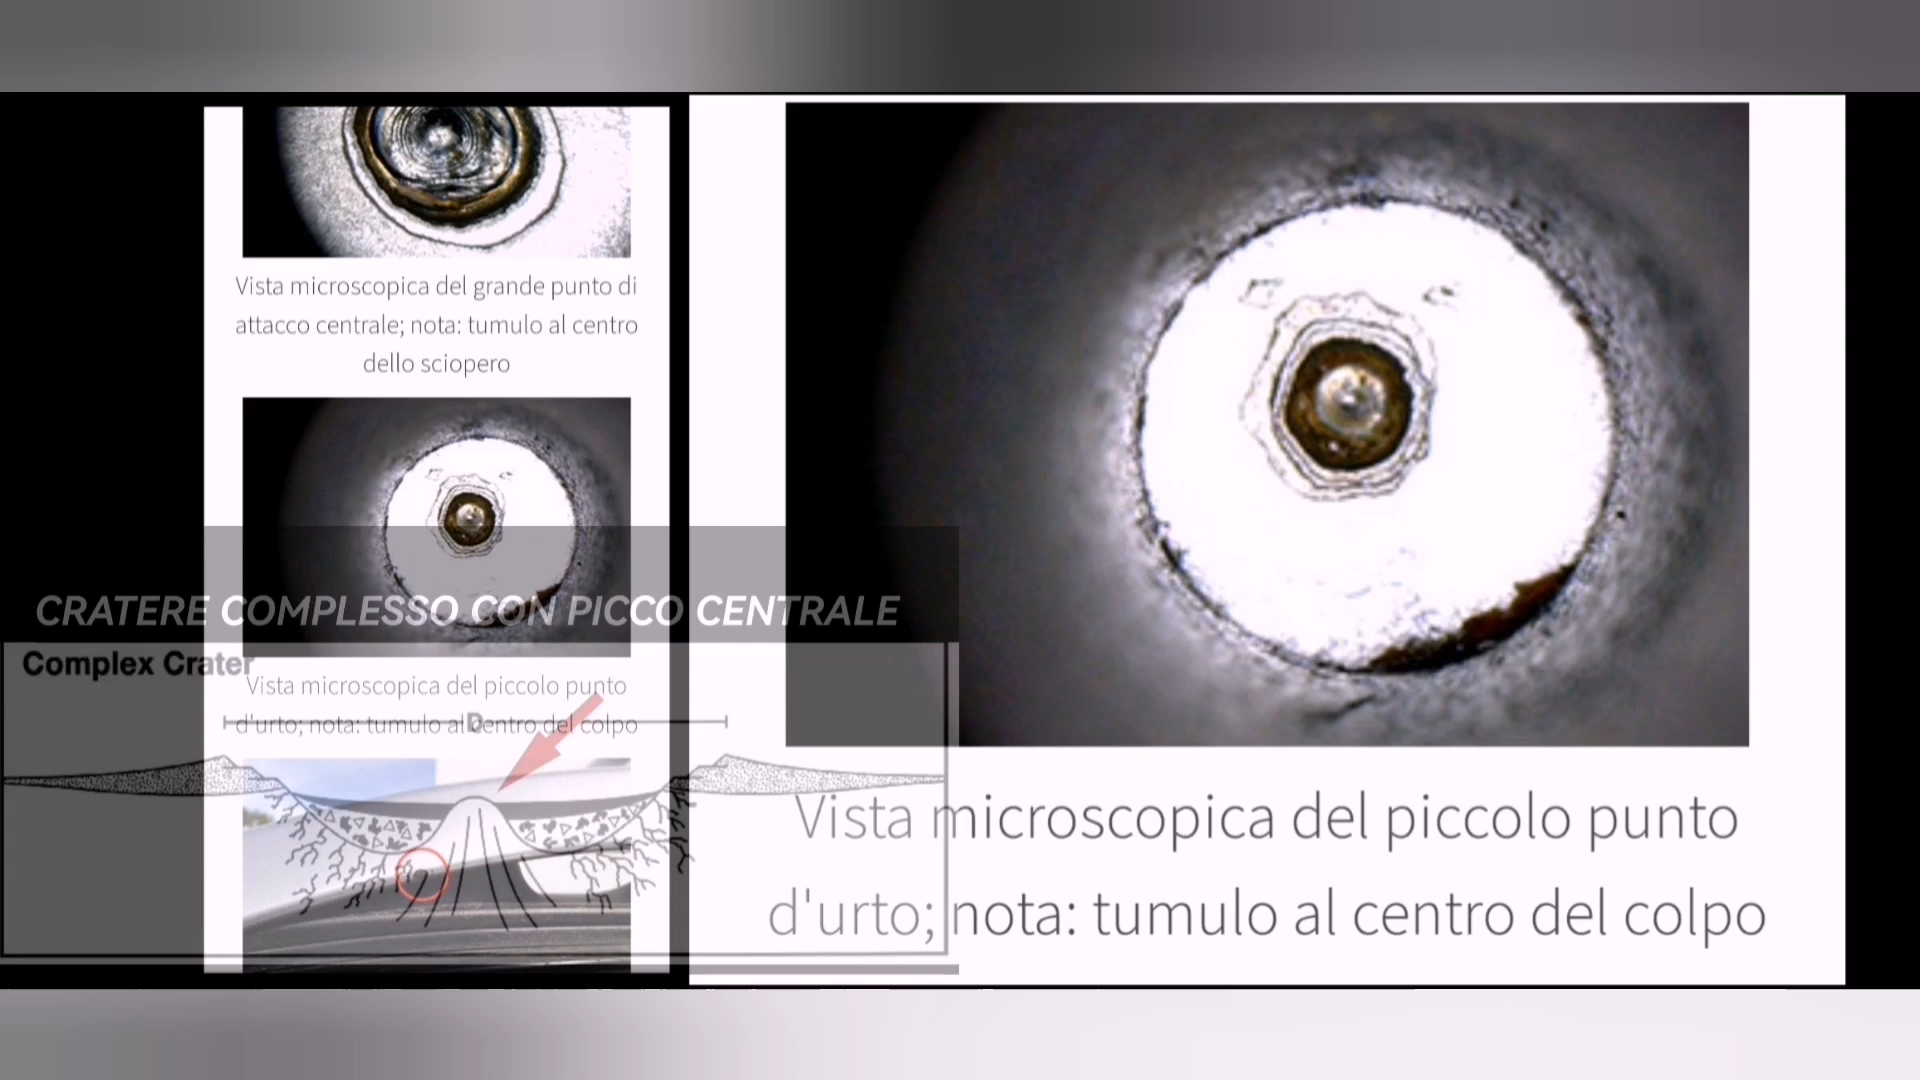 Vista microscopica del grande punto di
attacco centrale; nota: tumulo al centro
dello sciopero
CRATERE COMPLESSO CON PICCO CENTRALE
Complex Crater
Vista microscopica del piccolo punto
d'urto; nota: tumulo al centro del colpo
D
Vista microscopica del piccolo punto
d'urto; nota: tumulo al centro del colpo